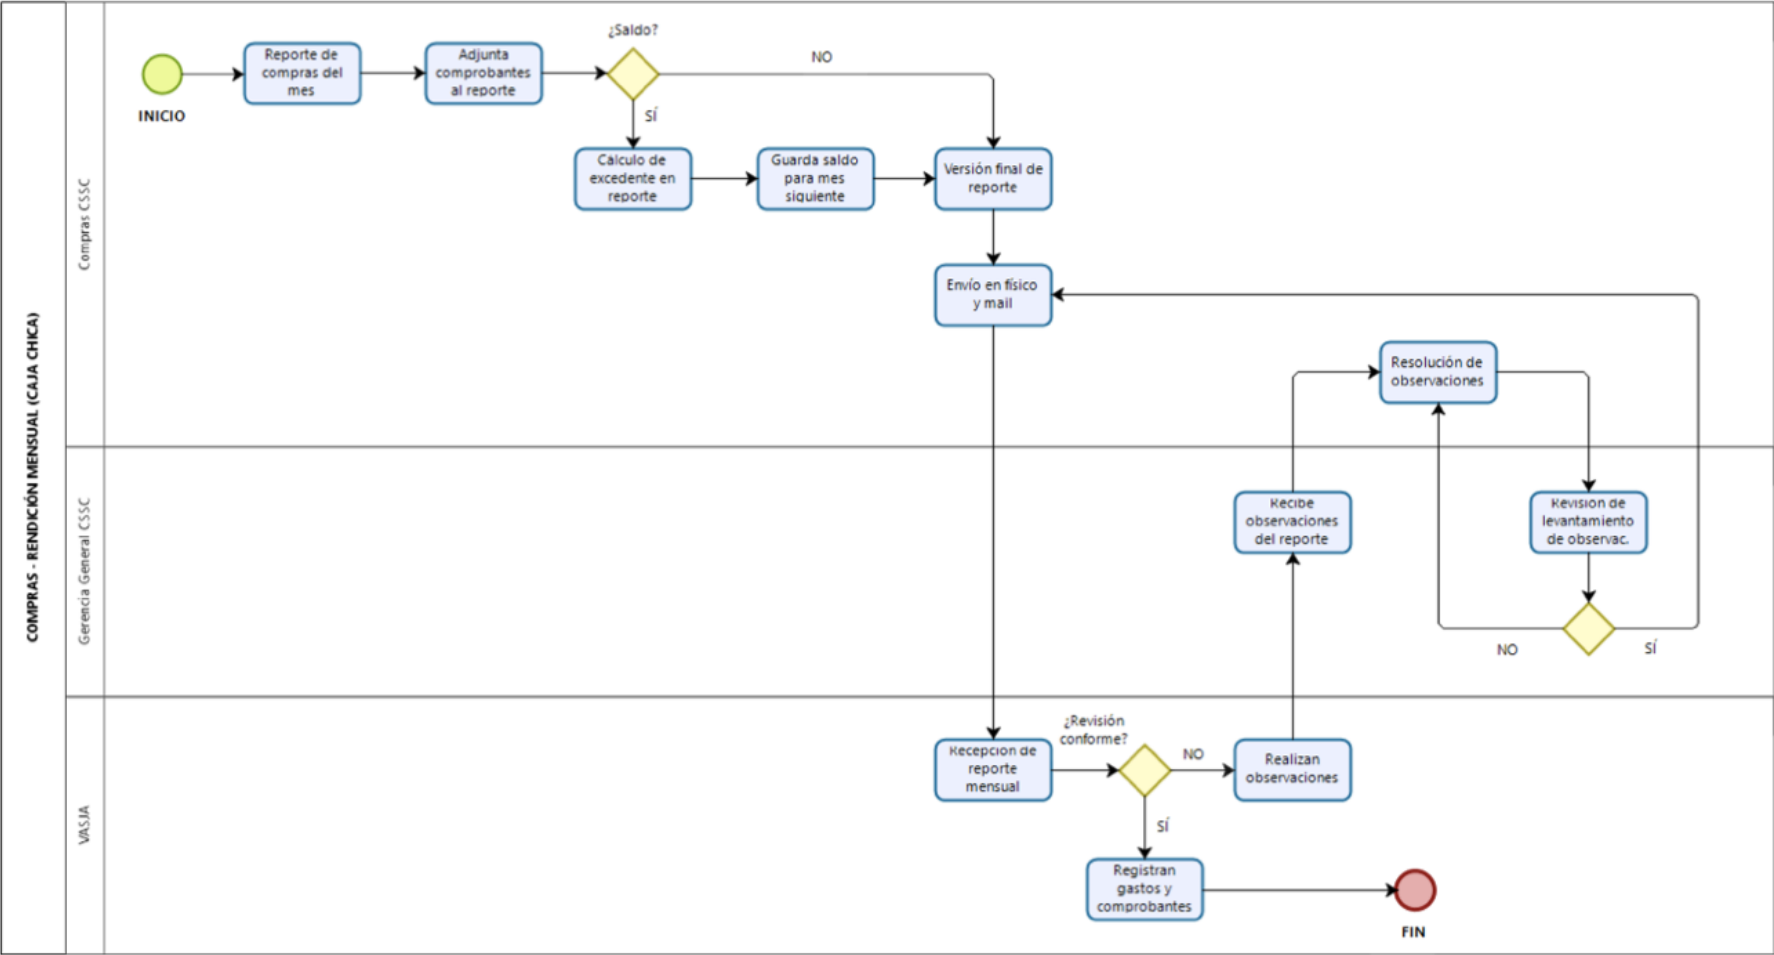 COMPRAS - RENDICIÓN MENSUAL (CAJA CHICA)
Compras CSSC
INICIO
Reporte de
compras del
mes
Adjunta
comprobantes
al reporte
¿Saldo?
NO
SÍ
Cálculo de
excedente en
reporte
Guarda saldo
para mes
siguiente
Versión final de
reporte
Envío en físico
y mail
Resolución de
observaciones
Gerencia General CSSC
Recibe
observaciones
del reporte
Revisión de
levantamiento
de observac.
NO
SÍ
VASJA
Recepción de
reporte
mensual
¿Revisión
conforme?
NO
SÍ
Realizan
observaciones
Registran
gastos y
comprobantes
FIN